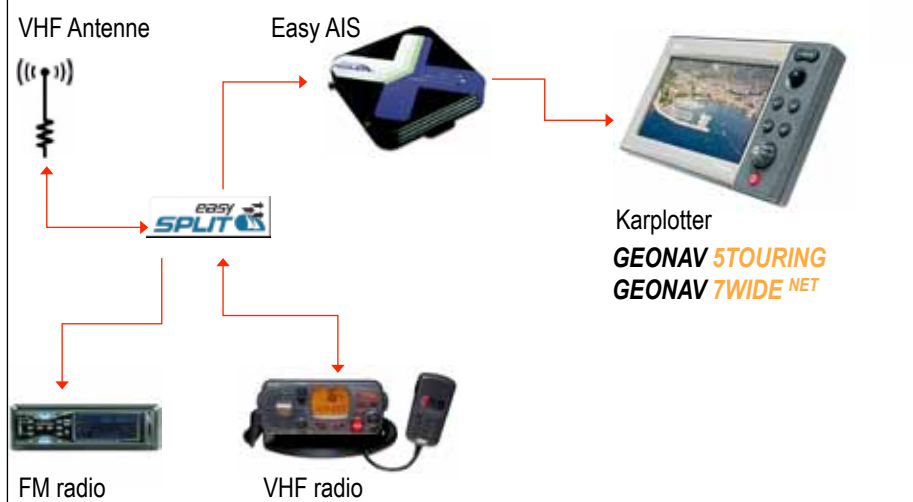 VHF Antenne
Easy AIS
easy
SPLIT
Karplotter
GEONAV 5TOURING
GEONAV 7WIDE NET
FM radio
VHF radio